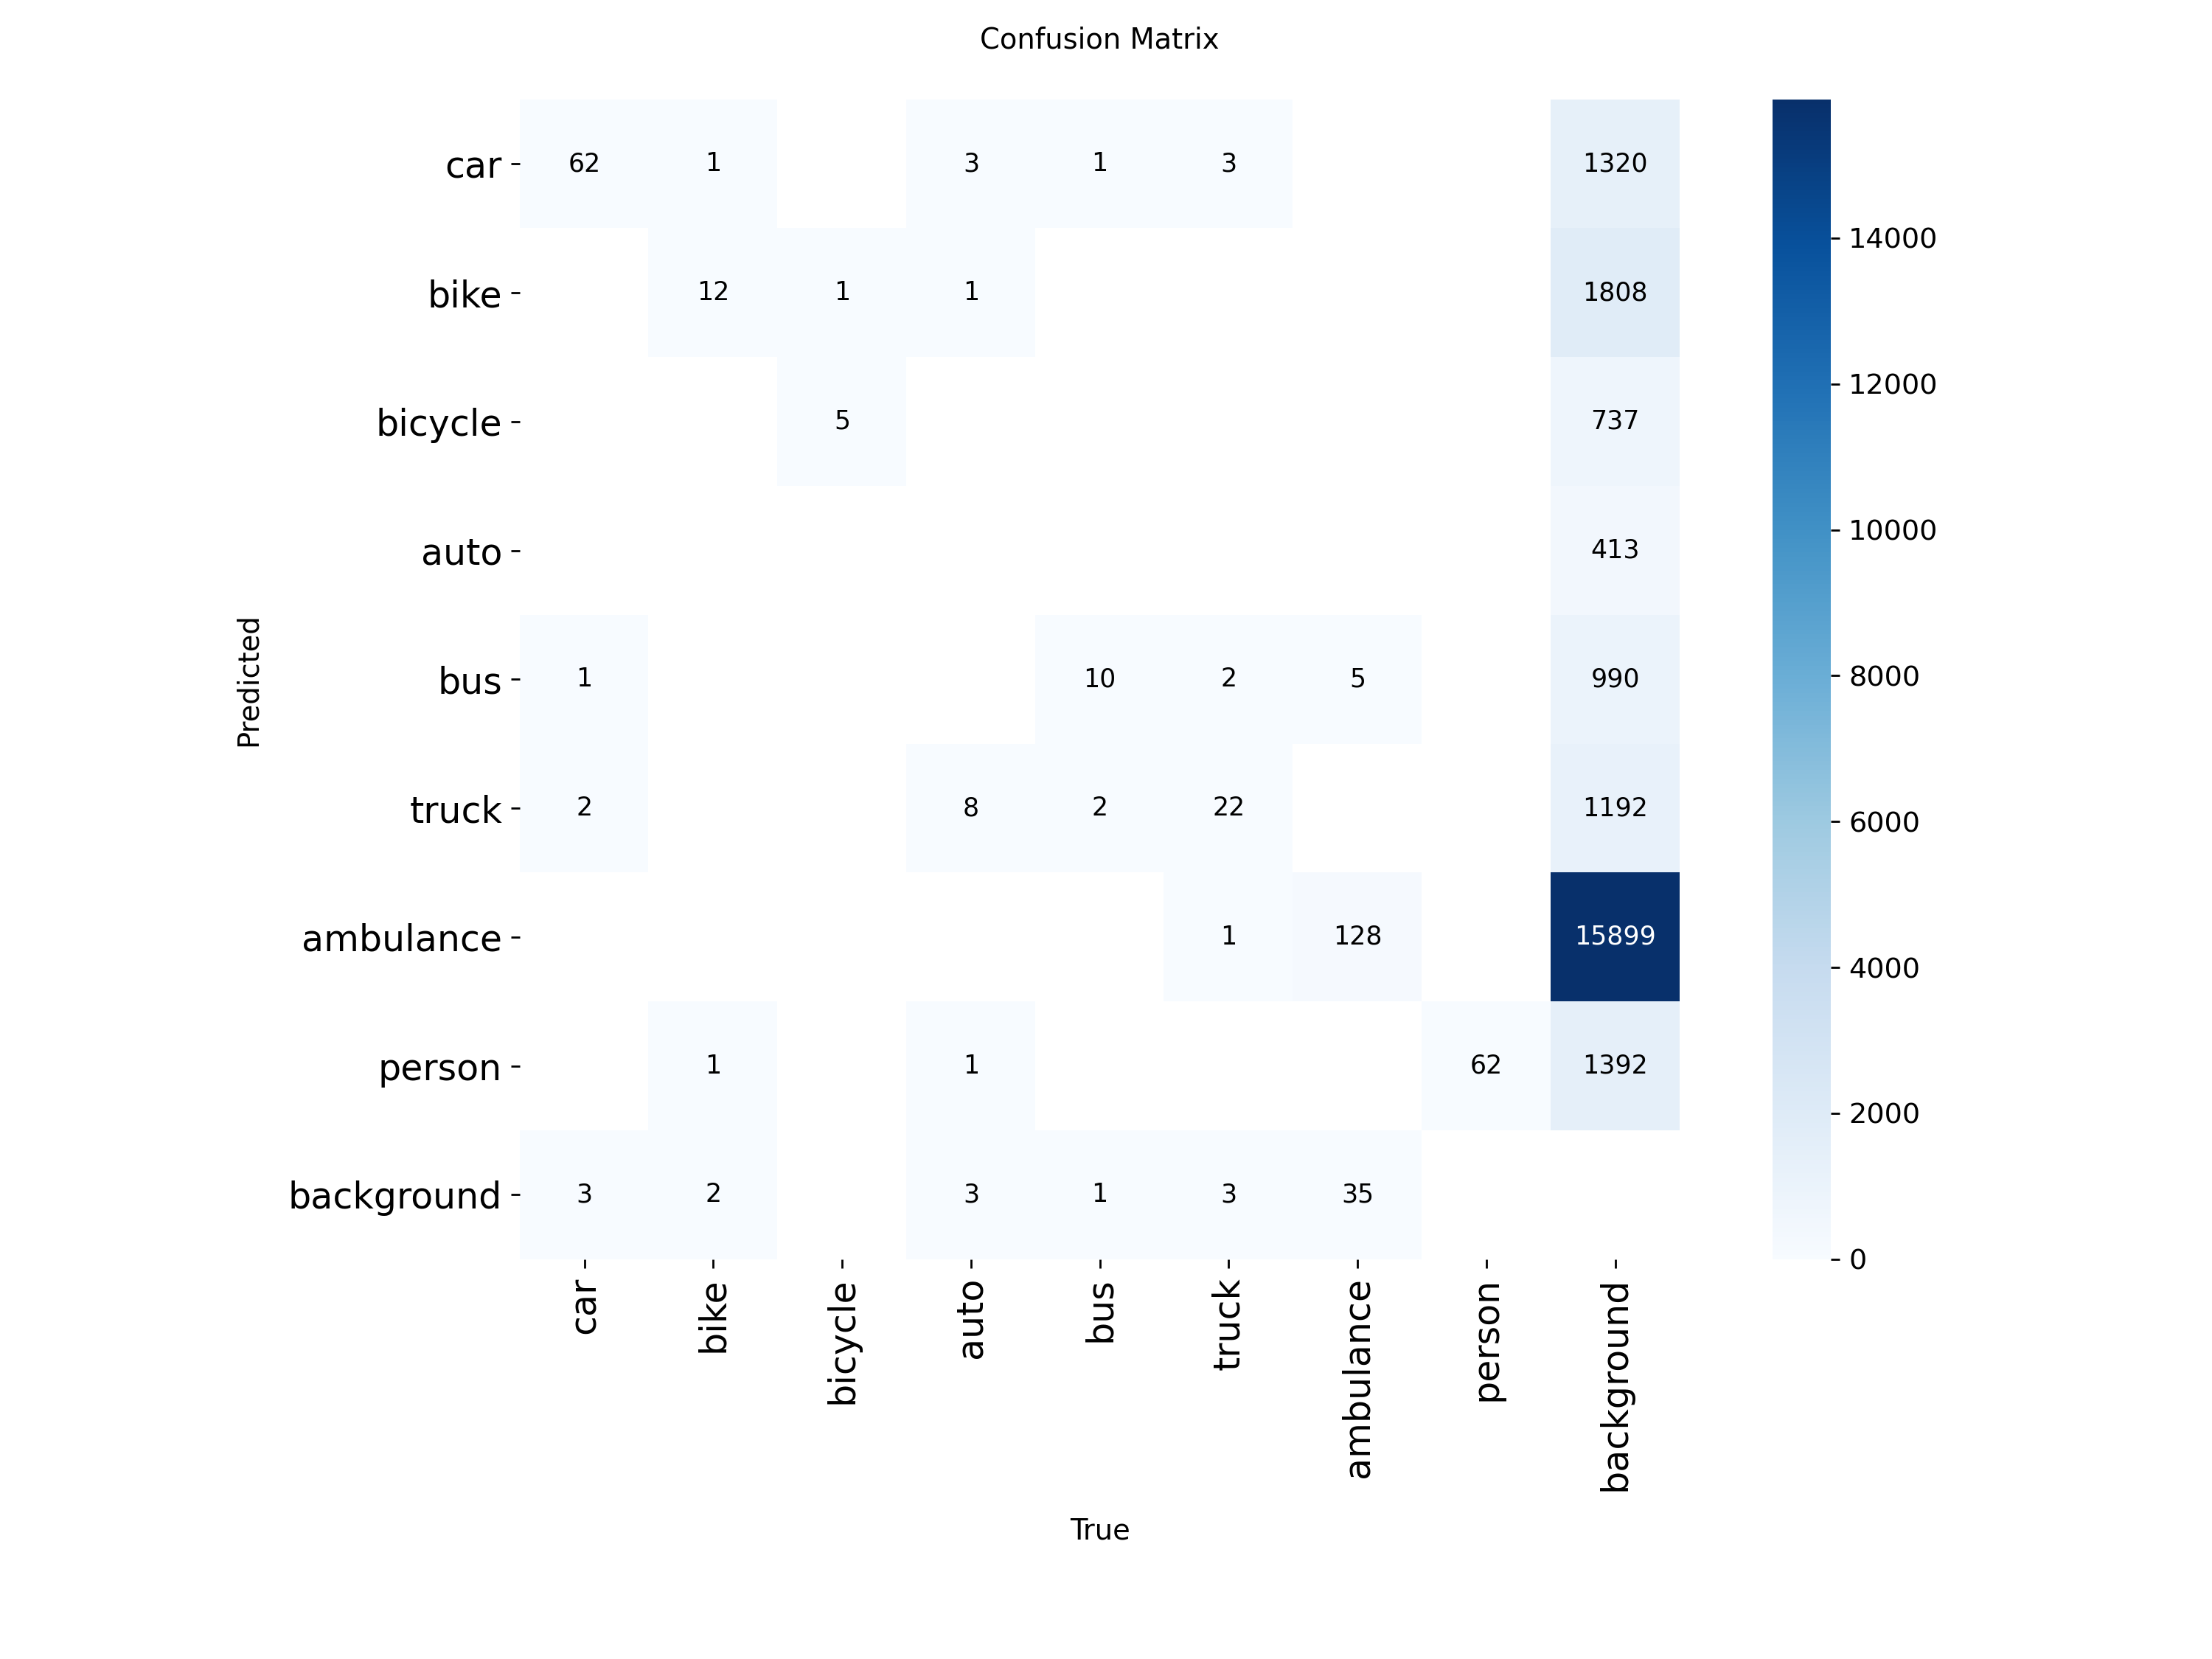 Confusion Matrix
car 62 1 3 1 3 1320
bike 12 1 1 1808
bicycle 5 737
auto 413
bus 1 10 2 5 990
truck 2 8 2 22 1192
ambulance 1 128 15899
person 1 1 62 1392
background 3 2 3 1 3 35
car bike bicycle auto bus truck ambulance person background
True
Predicted
14000
12000
10000
8000
6000
4000
2000
0